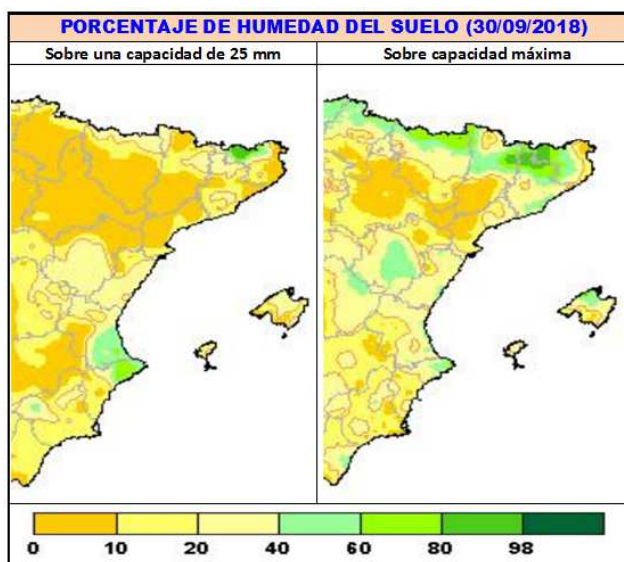 PORCENTAJE DE HUMEDAD DEL SUELO (30/09/2018)
Sobre una capacidad de 25 mm
Sobre capacidad máxima
0 10 20 40 60 80 98